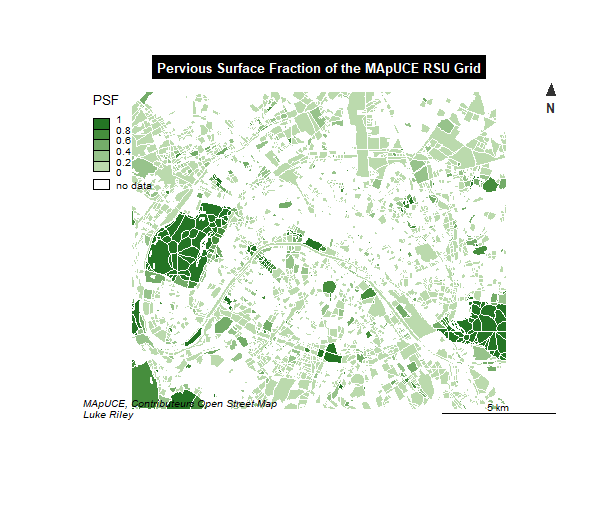 Pervious Surface Fraction of the MApUCE RSU Grid
PSF
1
0.8
0.6
0.4
0.2
0
no data
N
MApUCE, Contributeurs Open Street Map
Luke Riley
5 km